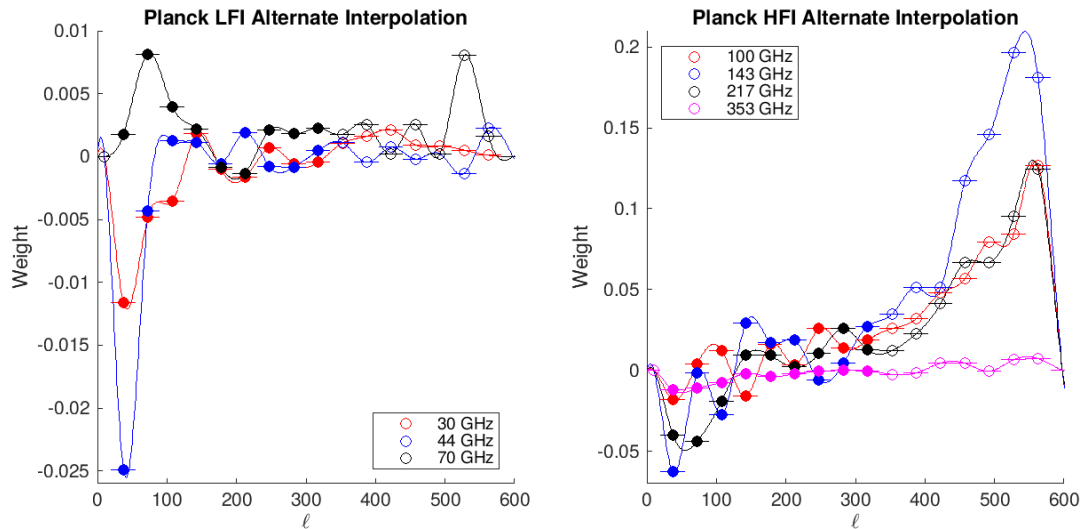 Planck LFI Alternate Interpolation
0.01
0.005
0
-0.005
-0.01
-0.015
-0.02
-0.025
Weight
0 100 200 300 400 500 600
ℓ
30 GHz
44 GHz
70 GHz
Planck HFI Alternate Interpolation
0.2
0.15
0.1
0.05
0
-0.05
Weight
0 100 200 300 400 500 600
ℓ
100 GHz
143 GHz
217 GHz
353 GHz